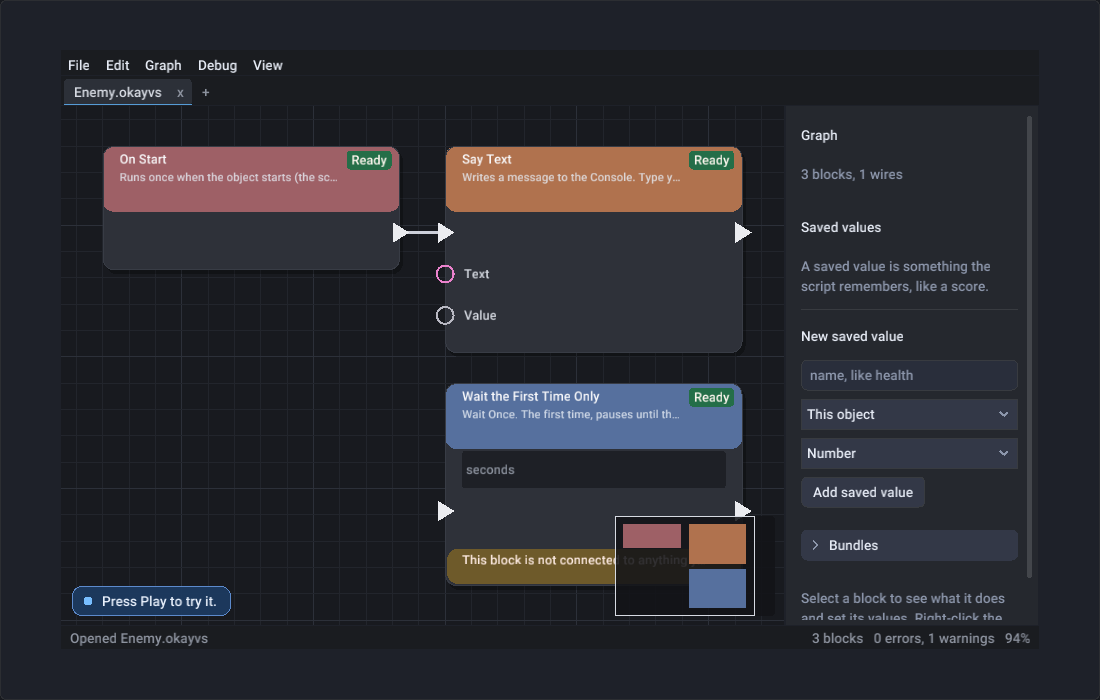 File Edit Graph Debug View
Enemy.okayvs x +
On Start
Ready
Runs once when the object starts (the sc...
Say Text
Ready
Writes a message to the Console. Type y...
Text
Value
Wait the First Time Only
Ready
Wait Once. The first time, pauses until th...
seconds
This block is not connected to anything
Press Play to try it.
Graph
3 blocks, 1 wires
Saved values
A saved value is something the
script remembers, like a score.
New saved value
name, like health
This object
Number
Add saved value
Bundles
Select a block to see what it does
and set its values. Right-click the
Opened Enemy.okayvs
3 blocks 0 errors, 1 warnings 94%